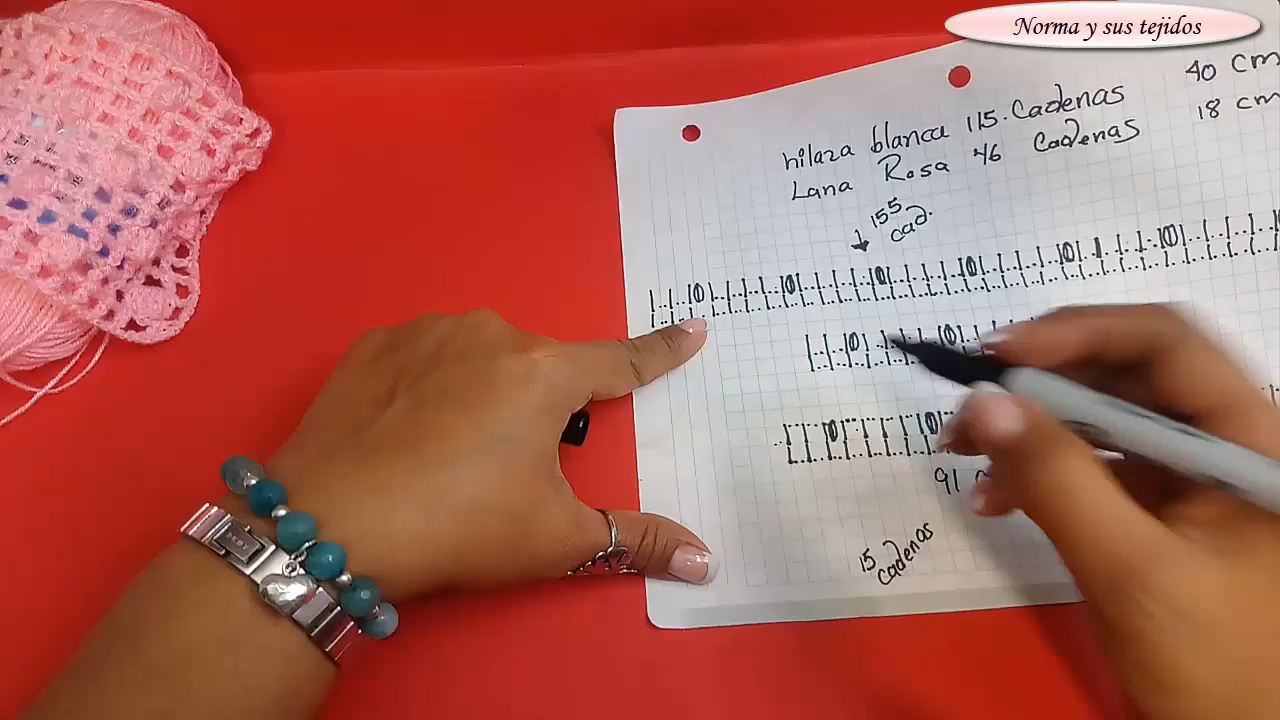 Norma y sus tejidos
hilaza blanca 115. Cadenas 40 cm
Lana Rosa 46 Cadenas 18 cm
155
cad.
91
15
cadenas